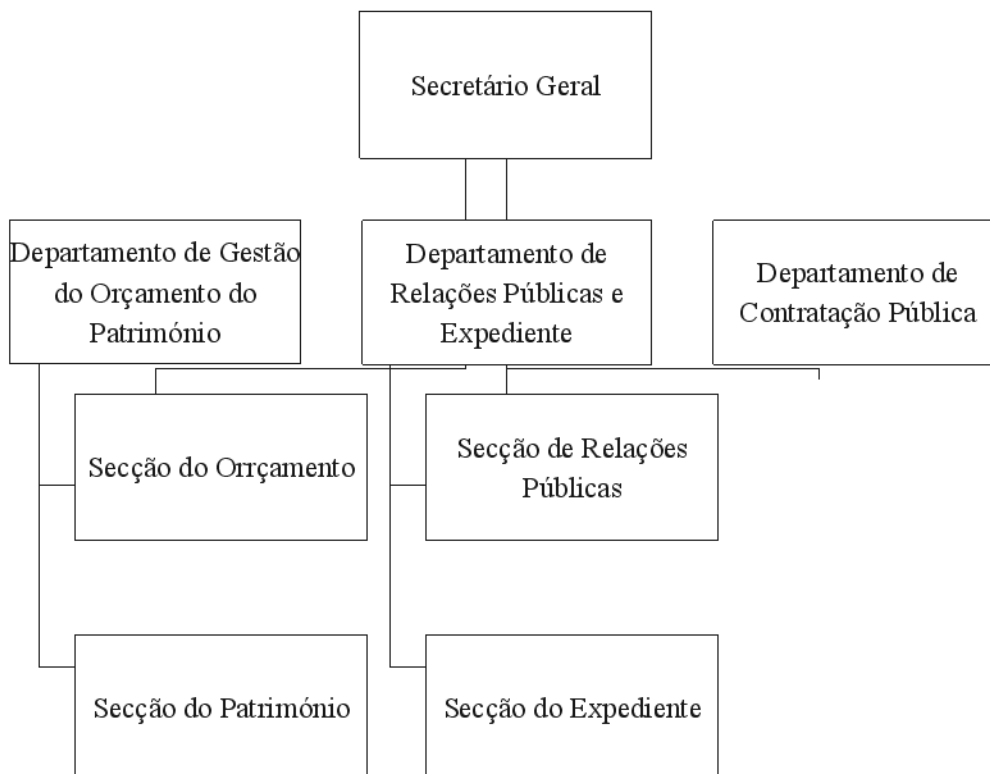 Secretário Geral
Departamento de Gestão
do Orçamento do
Património
Departamento de
Relações Públicas e
Expediente
Departamento de
Contratação Pública
Secção do Orrçamento
Secção de Relações
Públicas
Secção do Património
Secção do Expediente